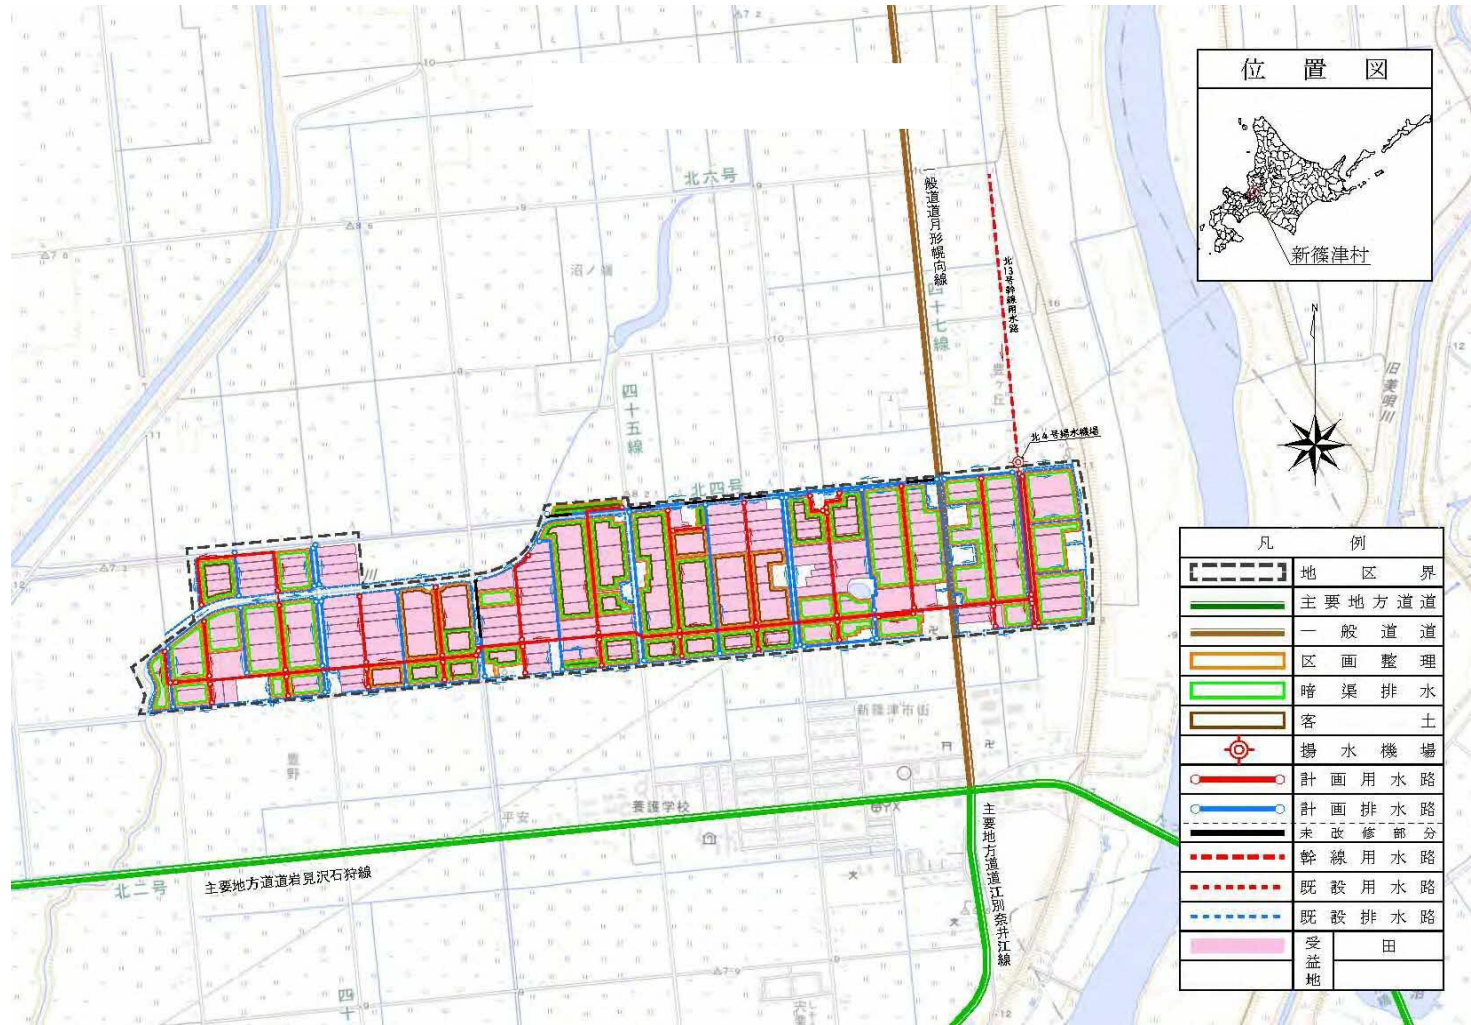 位置図
新篠津村
N
凡例
地区界
主要地方道道
一般道道
区画整理
暗渠排水
客土
揚水機場
計画用水路
計画排水路
未改修部分
幹線用水路
既設用水路
既設排水路
受益地
田
北六号
一般道道月形幌向線
四十七線
北13号幹線用水路
豊ヶ丘
沼ノ端
四十五線
北4号揚水機場
北四号
旧美唄川
川
新篠津市街
豊野
養護学校
平安
北二号
主要地方道道岩見沢石狩線
主要地方道道江別奈井江線
四十